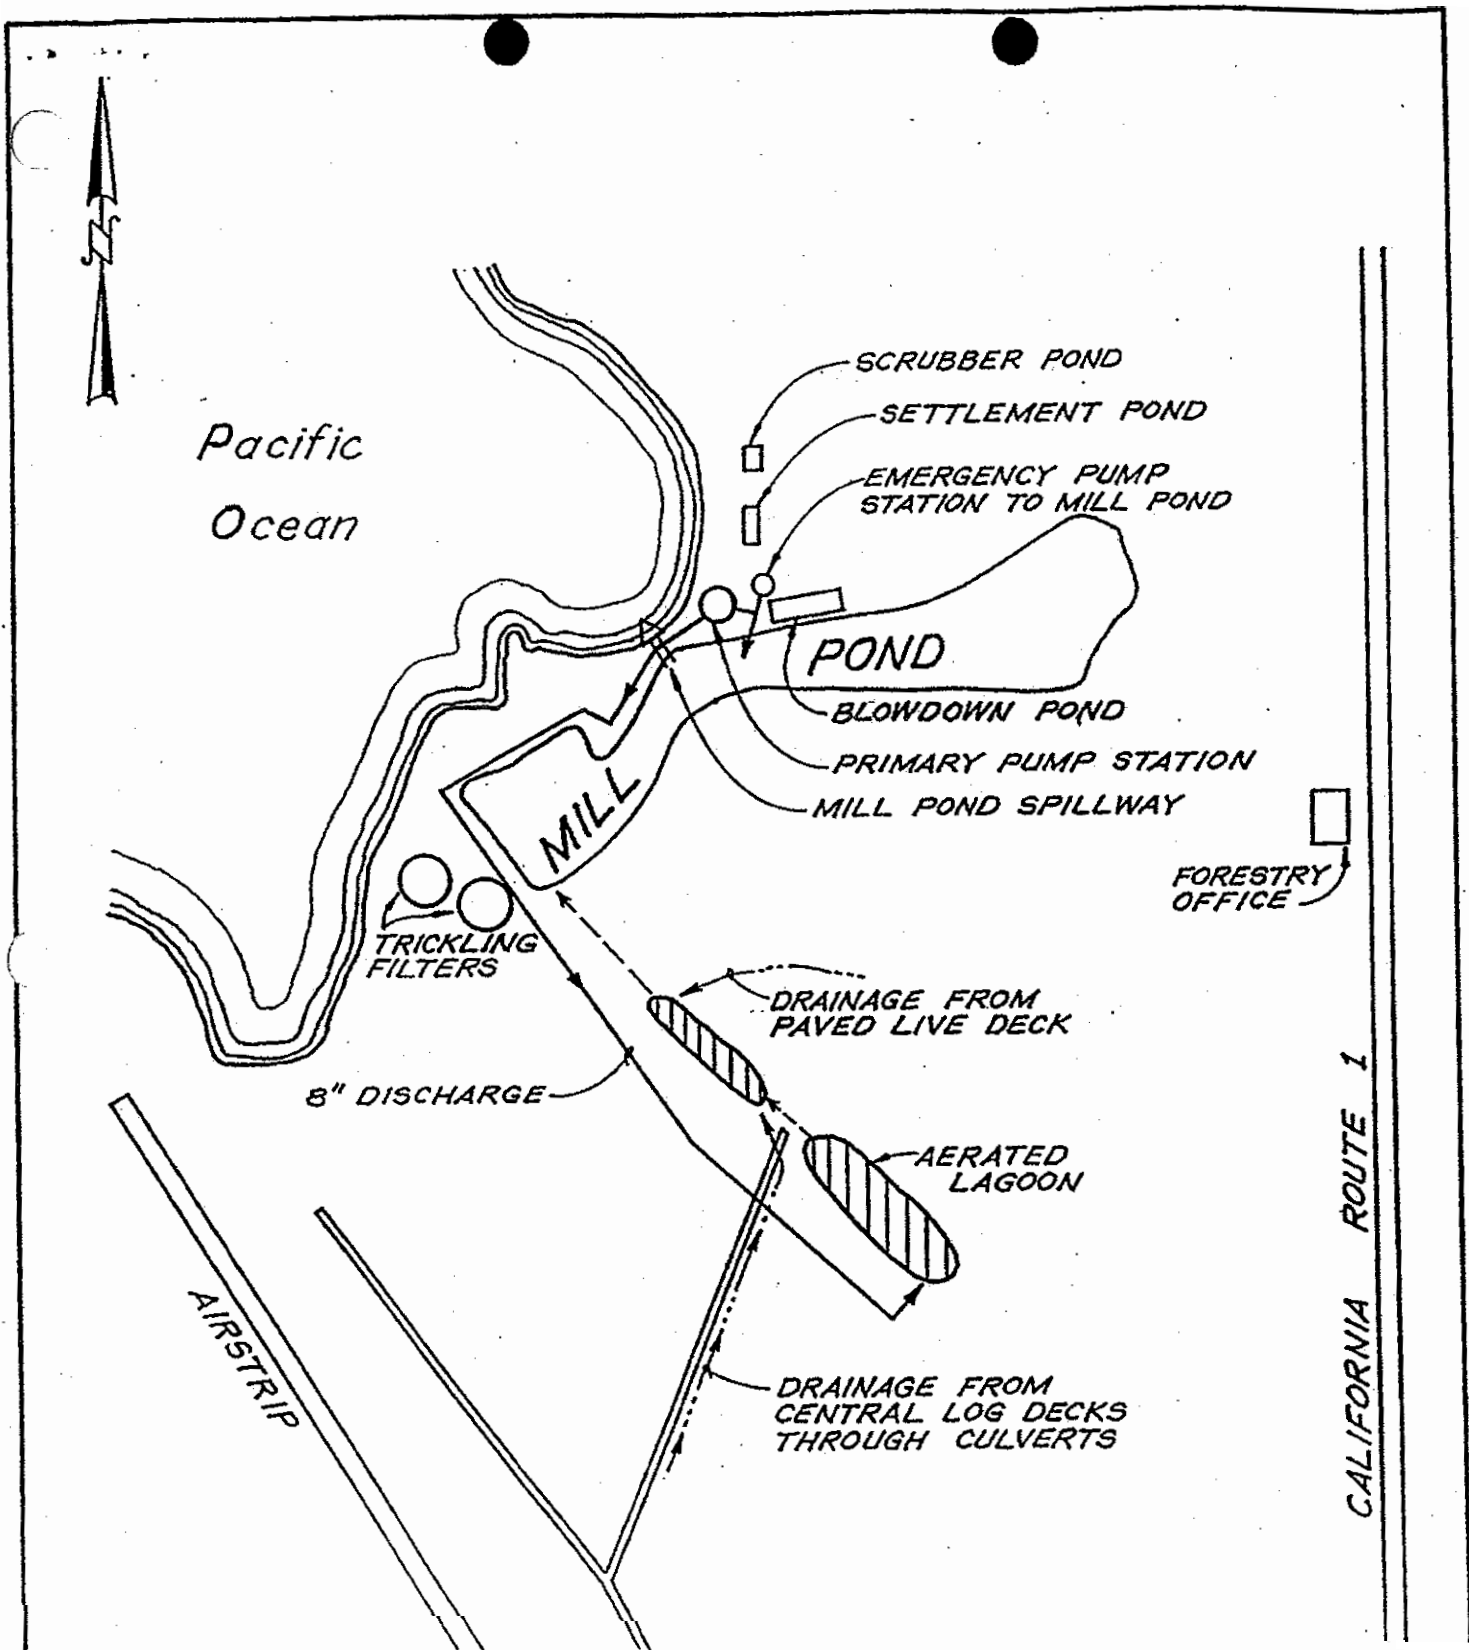 N
Pacific
Ocean
SCRUBBER POND
SETTLEMENT POND
EMERGENCY PUMP
STATION TO MILL POND
POND
BLOWDOWN POND
PRIMARY PUMP STATION
MILL POND SPILLWAY
MILL
FORESTRY
OFFICE
TRICKLING
FILTERS
DRAINAGE FROM
PAVED LIVE DECK
8" DISCHARGE
AERATED
LAGOON
AIRSTRIP
DRAINAGE FROM
CENTRAL LOG DECKS
THROUGH CULVERTS
CALIFORNIA ROUTE 1